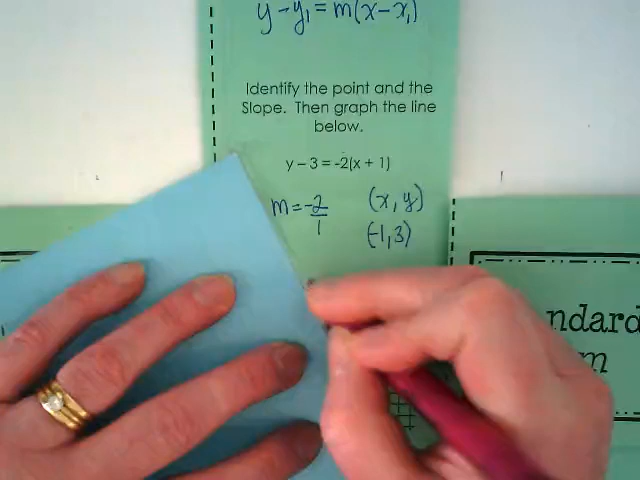 y - y₁ = m(x - x₁)
Identify the point and the
Slope. Then graph the line
below.
y – 3 = -2(x + 1)
m = -2/1 (x, y)
(-1, 3)